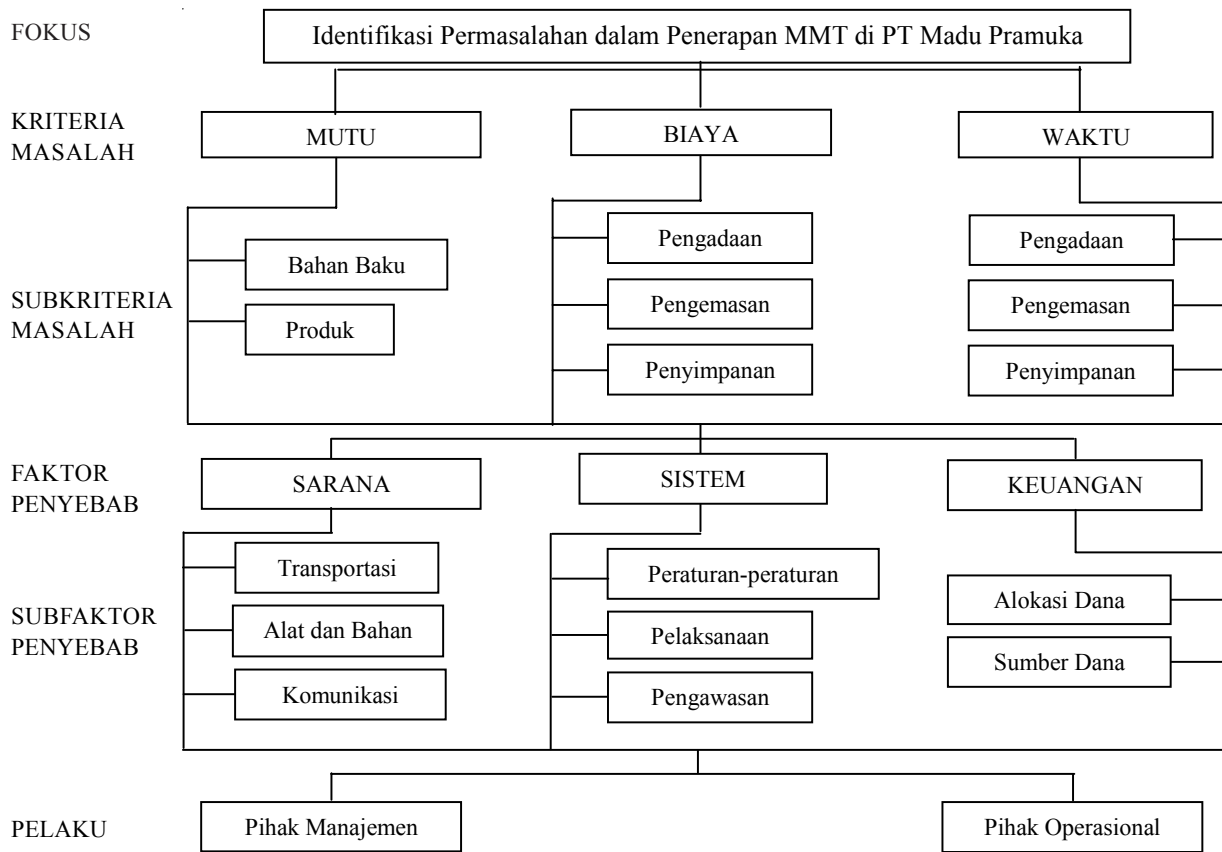 FOKUS
Identifikasi Permasalahan dalam Penerapan MMT di PT Madu Pramuka
KRITERIA
MASALAH
MUTU
BIAYA
WAKTU
SUBKRITERIA
MASALAH
Bahan Baku
Produk
Pengadaan
Pengemasan
Penyimpanan
Pengadaan
Pengemasan
Penyimpanan
FAKTOR
PENYEBAB
SARANA
SISTEM
KEUANGAN
SUBFAKTOR
PENYEBAB
Transportasi
Alat dan Bahan
Komunikasi
Peraturan-peraturan
Pelaksanaan
Pengawasan
Alokasi Dana
Sumber Dana
PELAKU
Pihak Manajemen
Pihak Operasional